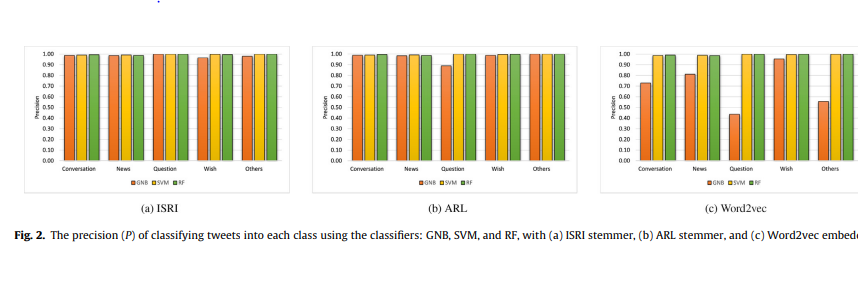 1.00 0.90 0.80 0.70 0.60 0.50 0.40 0.30 0.20 0.10 0.00
Precision
Conversation News Question Wish Others
GNB SVM RF
(a) ISRI
1.00 0.90 0.80 0.70 0.60 0.50 0.40 0.30 0.20 0.10 0.00
Precision
Conversation News Question Wish Others
GNB SVM RF
(b) ARL
1.00 0.90 0.80 0.70 0.60 0.50 0.40 0.30 0.20 0.10 0.00
Precision
Conversation News Question Wish Others
GNB SVM RF
(c) Word2vec
Fig. 2. The precision (P) of classifying tweets into each class using the classifiers: GNB, SVM, and RF, with (a) ISRI stemmer, (b) ARL stemmer, and (c) Word2vec embed